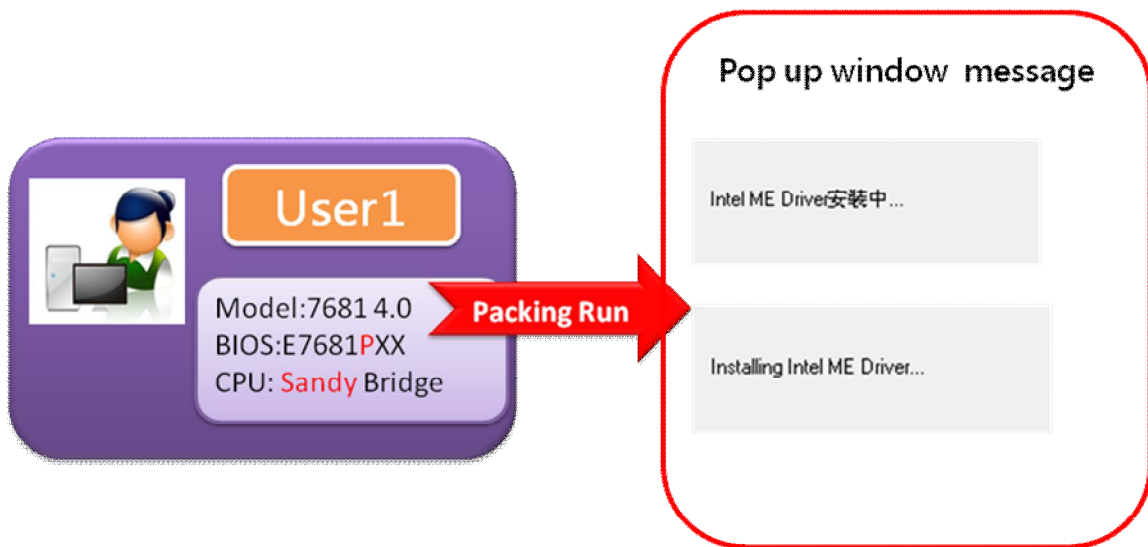 User1
Model:7681 4.0
BIOS:E7681PXX
CPU: Sandy Bridge
Packing Run
Pop up window message
Intel ME Driver安裝中...
Installing Intel ME Driver...